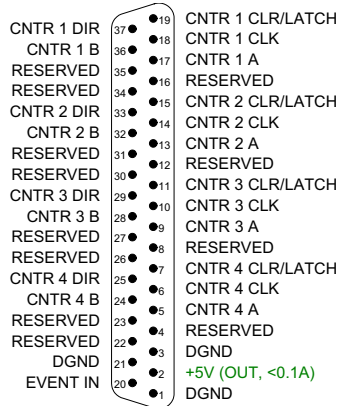 19 CNTR 1 CLR/LATCH
CNTR 1 DIR 37
18 CNTR 1 CLK
CNTR 1 B 36
17 CNTR 1 A
RESERVED 35
16 RESERVED
RESERVED 34
15 CNTR 2 CLR/LATCH
CNTR 2 DIR 33
14 CNTR 2 CLK
CNTR 2 B 32
13 CNTR 2 A
RESERVED 31
12 RESERVED
RESERVED 30
11 CNTR 3 CLR/LATCH
CNTR 3 DIR 29
10 CNTR 3 CLK
CNTR 3 B 28
9 CNTR 3 A
RESERVED 27
8 RESERVED
RESERVED 26
7 CNTR 4 CLR/LATCH
CNTR 4 DIR 25
6 CNTR 4 CLK
CNTR 4 B 24
5 CNTR 4 A
RESERVED 23
4 RESERVED
RESERVED 22
3 DGND
DGND 21
2 +5V (OUT, <0.1A)
EVENT IN 20
1 DGND